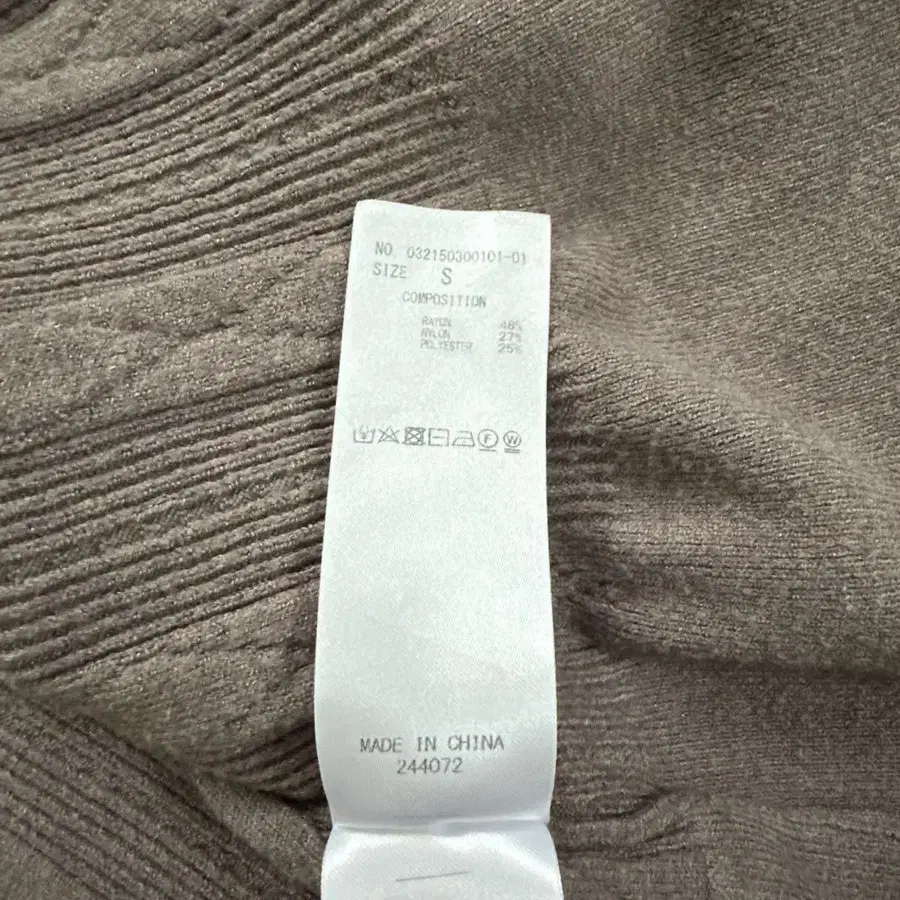 NO. 032150300101-01
SIZE S
COMPOSITION
RAYON 48%
NYLON 27%
POLYESTER 25%
F W
MADE IN CHINA
244072